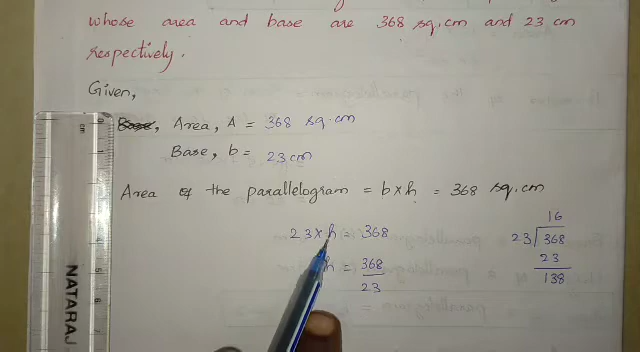 whose area and base are 368 sq.cm and 23 cm
respectively.
Given,
Base, Area, A = 368 sq.cm
Base, b = 23cm
Area of the parallelogram = b×h = 368 sq.cm
23×h = 368
h = 368/23
16
23 368
23
138
cm
NATARAJ